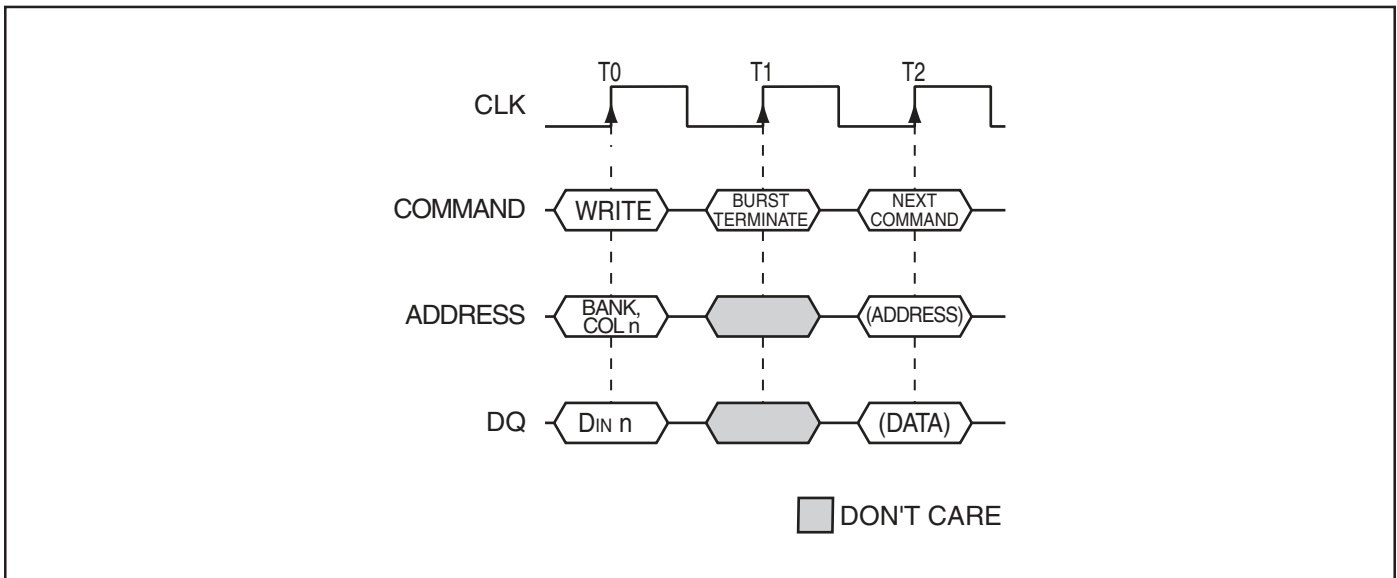 T0 T1 T2
CLK
COMMAND WRITE BURST TERMINATE NEXT COMMAND
ADDRESS BANK, COL n (ADDRESS)
DQ DIN n (DATA)
DON'T CARE